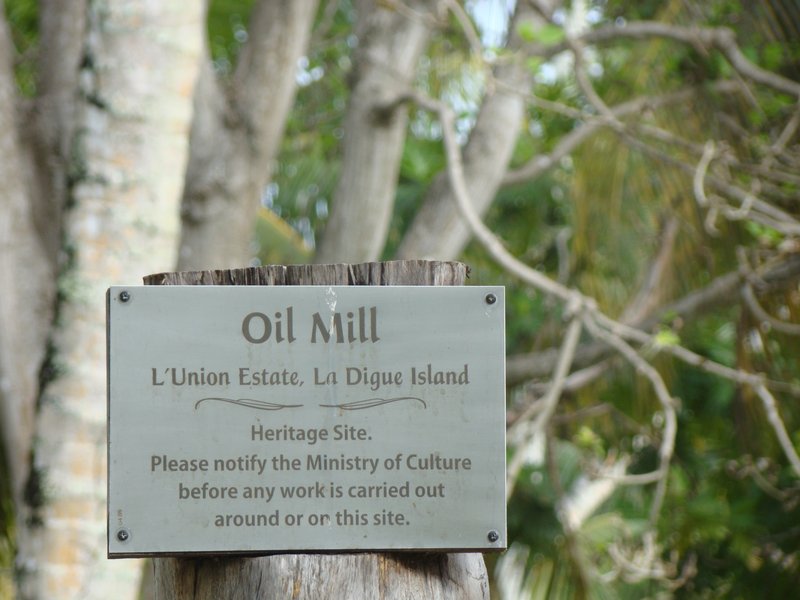 Oil Mill
L'Union Estate, La Digue Island
Heritage Site.
Please notify the Ministry of Culture
before any work is carried out
around or on this site.